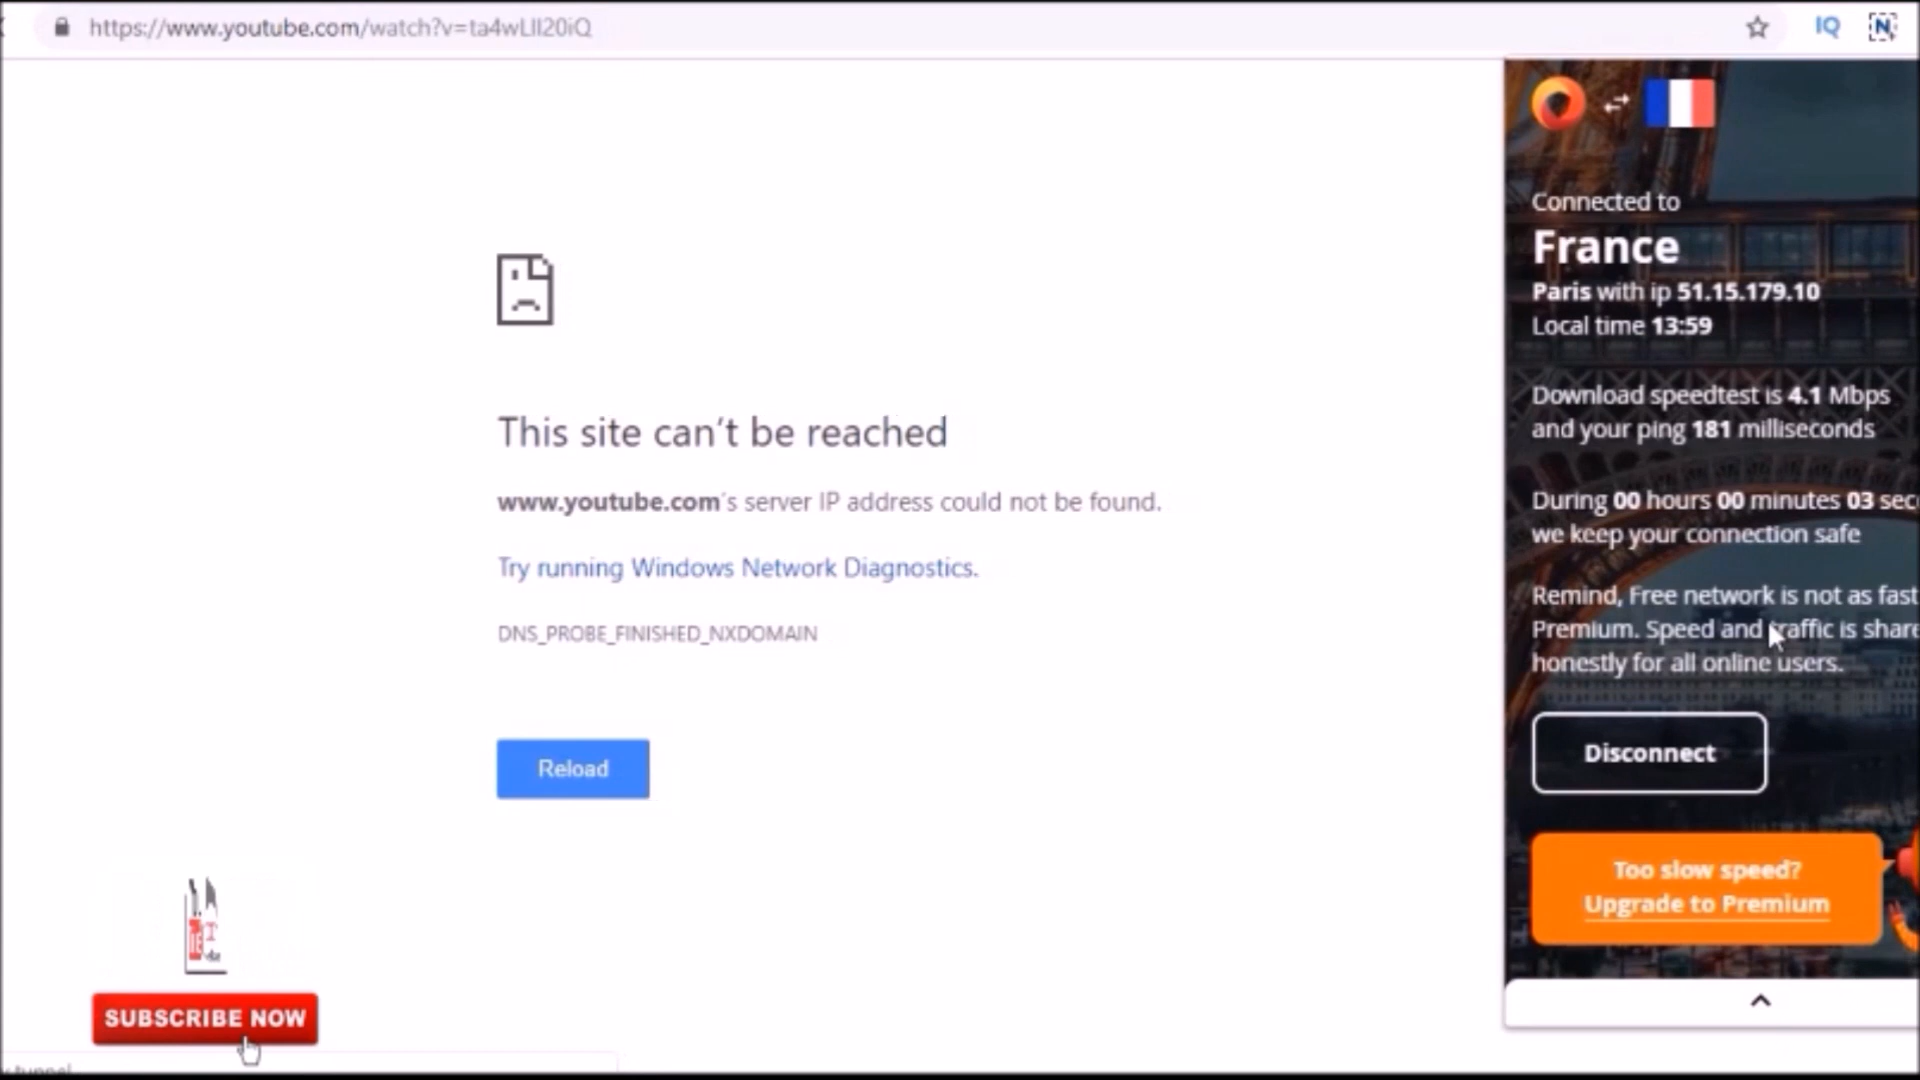 https://www.youtube.com/watch?v=ta4wLIl20iQ
IQ
N
This site can't be reached
www.youtube.com's server IP address could not be found.
Try running Windows Network Diagnostics.
DNS_PROBE_FINISHED_NXDOMAIN
Reload
SUBSCRIBE NOW
Connected to
France
Paris with ip 51.15.179.10
Local time 13:59
Download speedtest is 4.1 Mbps
and your ping 181 milliseconds
During 00 hours 00 minutes 03 sec
we keep your connection safe
Remind, Free network is not as fast
Premium. Speed and traffic is share
honestly for all online users.
Disconnect
Too slow speed?
Upgrade to Premium